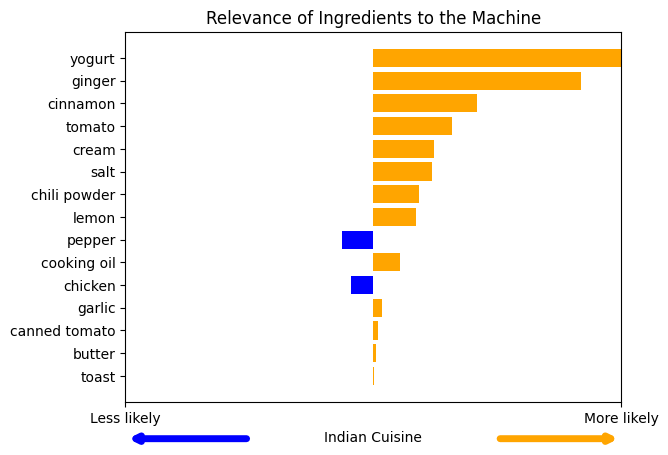 Relevance of Ingredients to the Machine
yogurt
ginger
cinnamon
tomato
cream
salt
chili powder
lemon
pepper
cooking oil
chicken
garlic
canned tomato
butter
toast
Less likely
More likely
Indian Cuisine